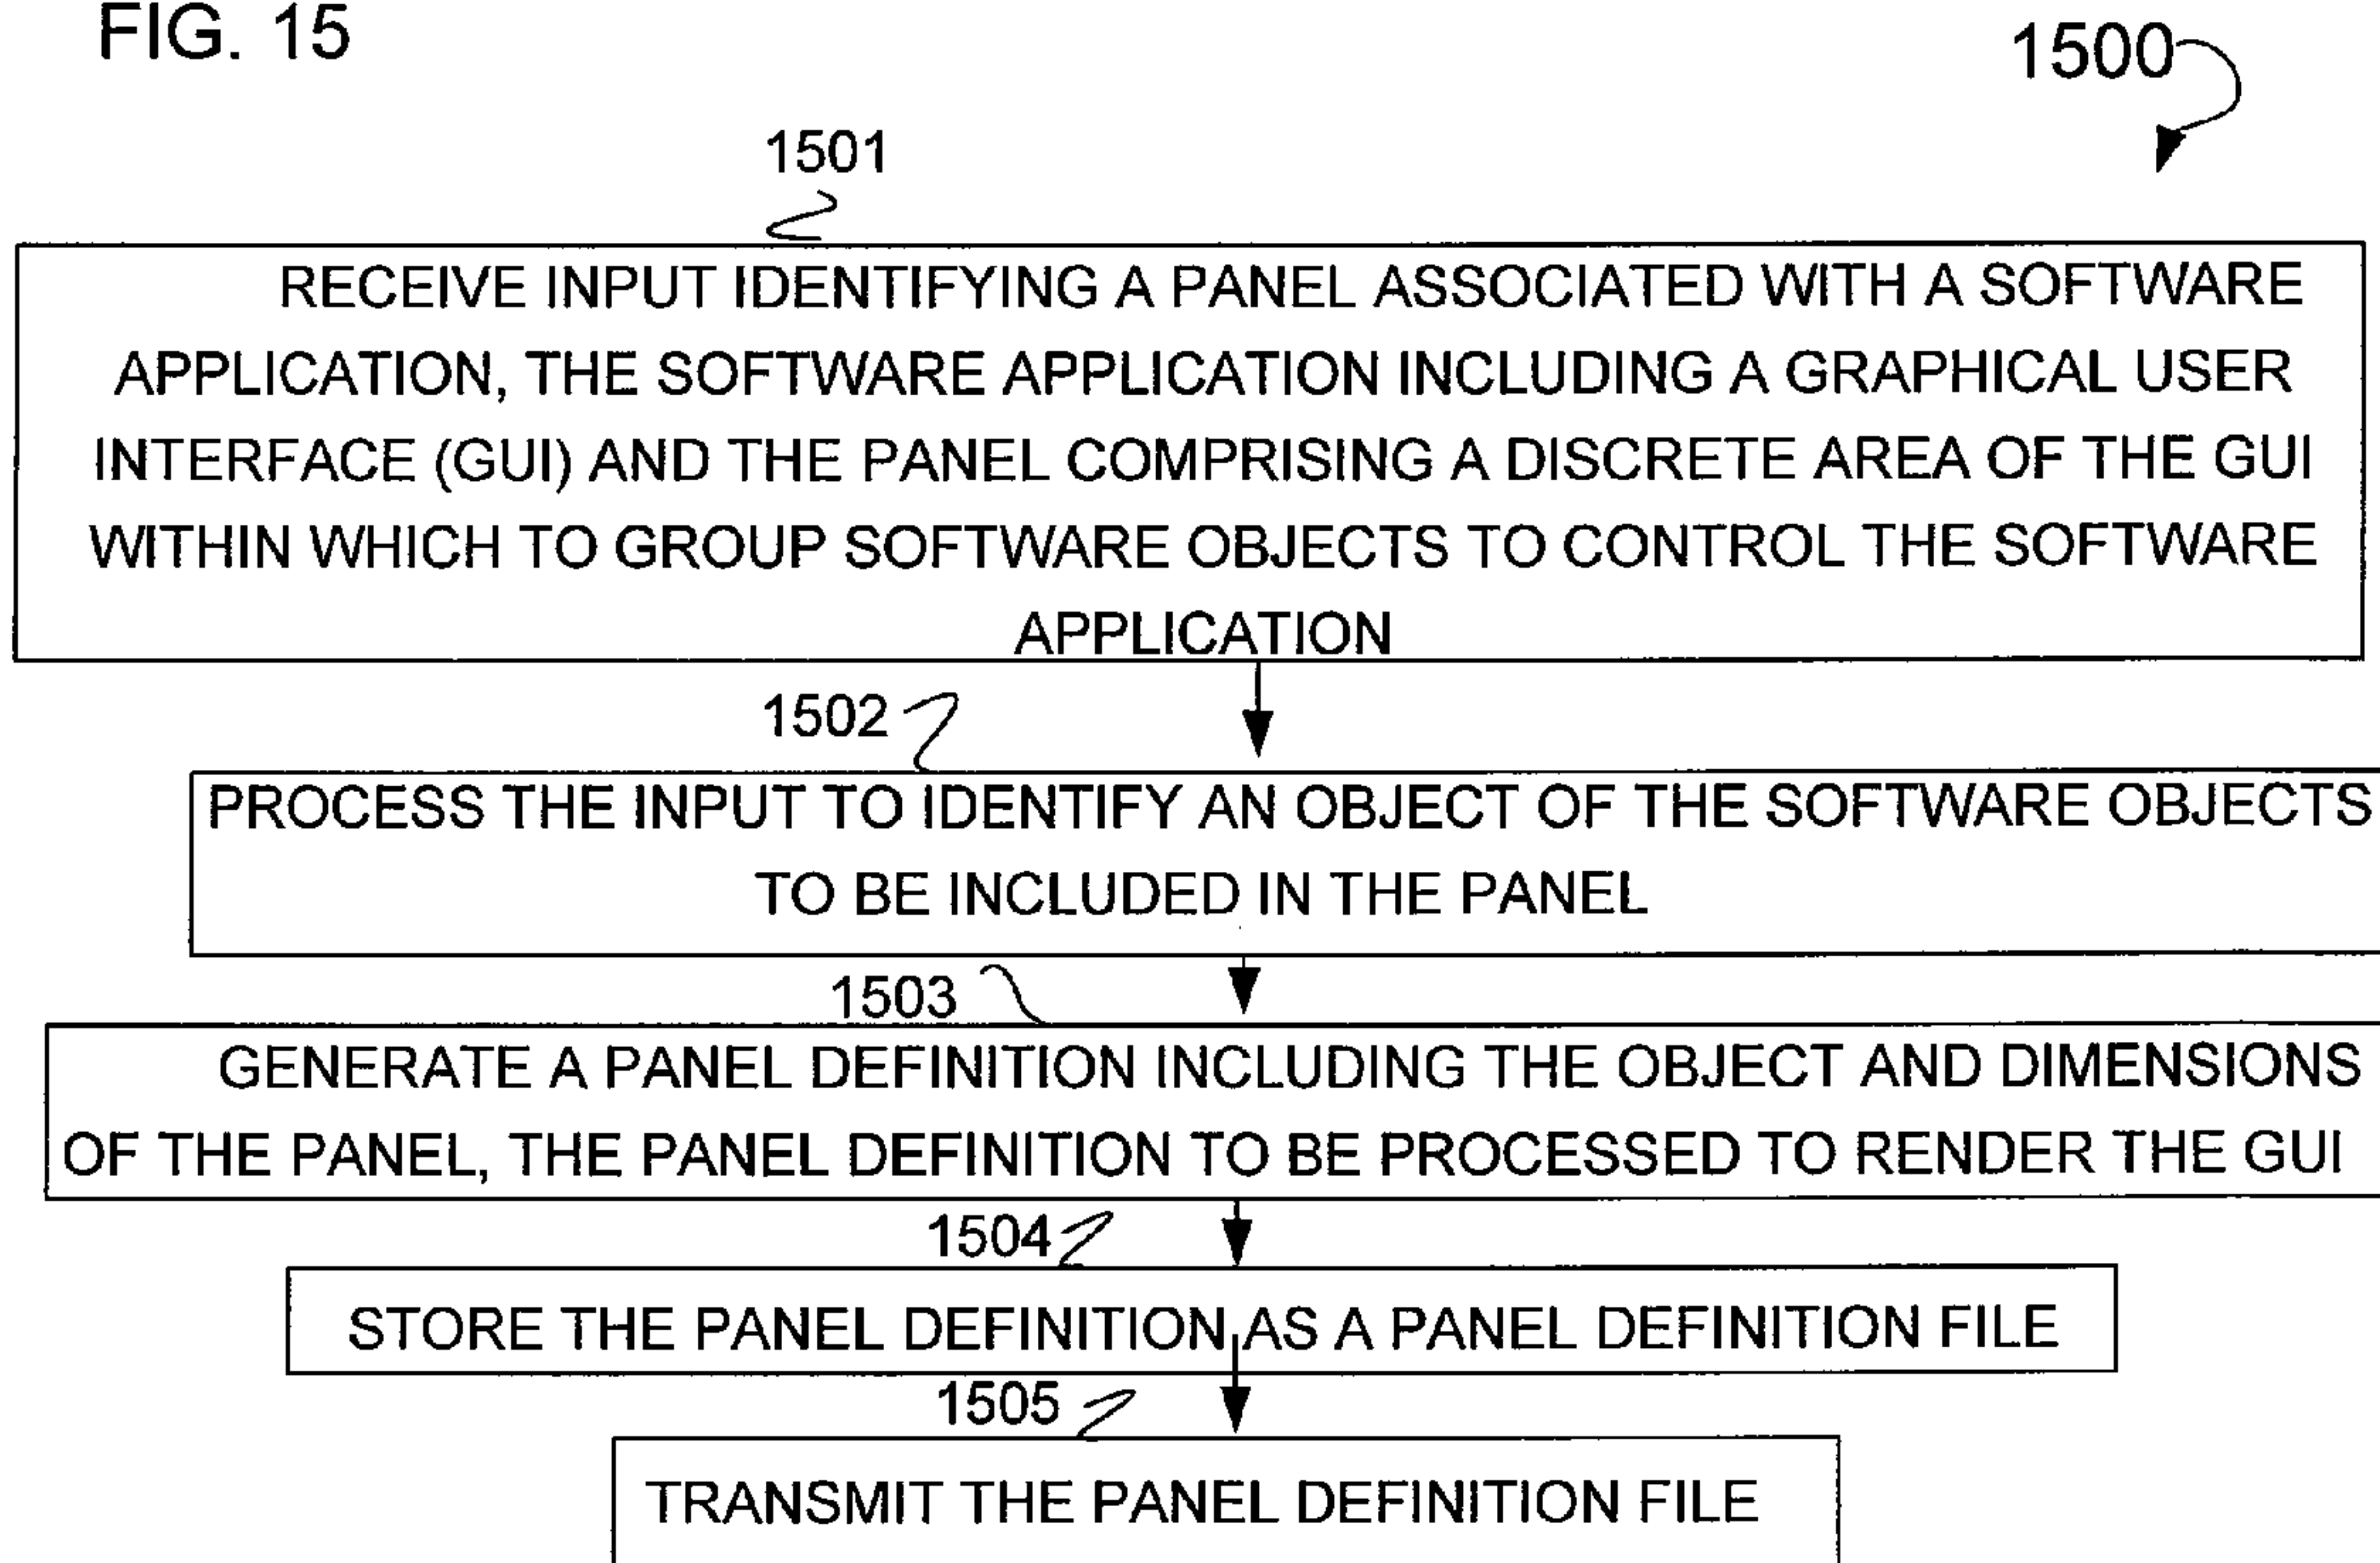 FIG. 15
1500
1501
RECEIVE INPUT IDENTIFYING A PANEL ASSOCIATED WITH A SOFTWARE
APPLICATION, THE SOFTWARE APPLICATION INCLUDING A GRAPHICAL USER
INTERFACE (GUI) AND THE PANEL COMPRISING A DISCRETE AREA OF THE GUI
WITHIN WHICH TO GROUP SOFTWARE OBJECTS TO CONTROL THE SOFTWARE
APPLICATION
1502
PROCESS THE INPUT TO IDENTIFY AN OBJECT OF THE SOFTWARE OBJECTS
TO BE INCLUDED IN THE PANEL
1503
GENERATE A PANEL DEFINITION INCLUDING THE OBJECT AND DIMENSIONS
OF THE PANEL, THE PANEL DEFINITION TO BE PROCESSED TO RENDER THE GUI
1504
STORE THE PANEL DEFINITION AS A PANEL DEFINITION FILE
1505
TRANSMIT THE PANEL DEFINITION FILE